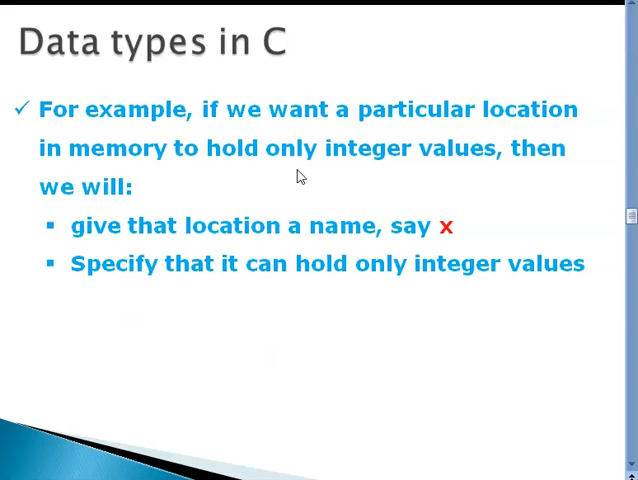 Data types in C
✓ For example, if we want a particular location
in memory to hold only integer values, then
we will:
▪ give that location a name, say x
▪ Specify that it can hold only integer values